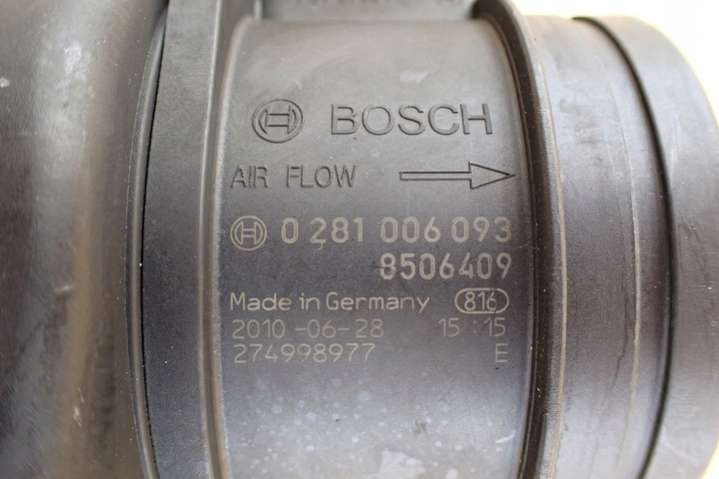 BOSCH
AIR FLOW
0 281 006 093
8506409
Made in Germany 816
2010-06-28 15:15
274998977 E